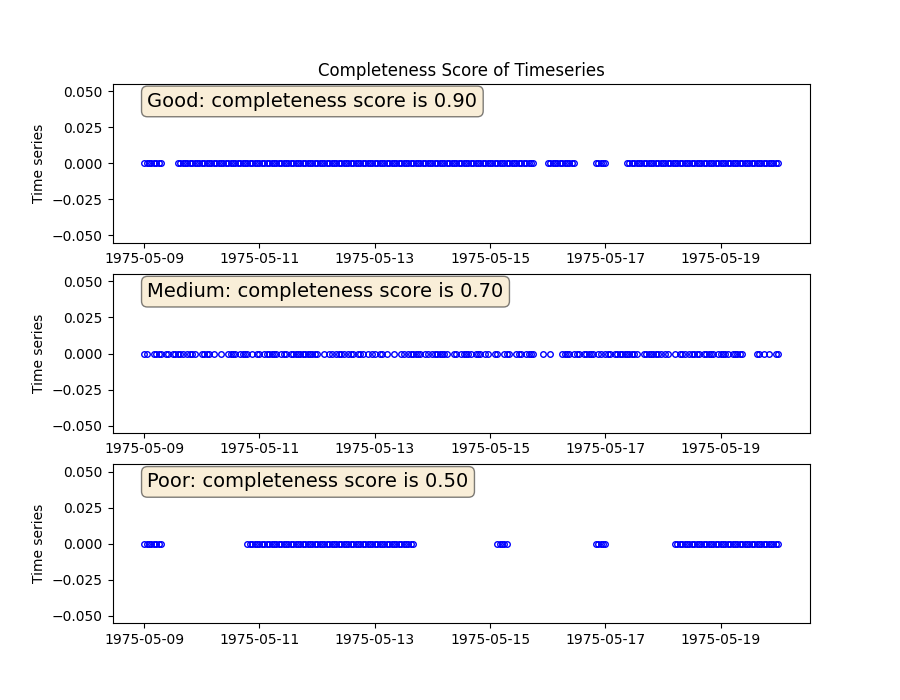 Completeness Score of Timeseries
Good: completeness score is 0.90
Time series
0.050
0.025
0.000
−0.025
−0.050
1975-05-09 1975-05-11 1975-05-13 1975-05-15 1975-05-17 1975-05-19
Medium: completeness score is 0.70
Time series
0.050
0.025
0.000
−0.025
−0.050
1975-05-09 1975-05-11 1975-05-13 1975-05-15 1975-05-17 1975-05-19
Poor: completeness score is 0.50
Time series
0.050
0.025
0.000
−0.025
−0.050
1975-05-09 1975-05-11 1975-05-13 1975-05-15 1975-05-17 1975-05-19